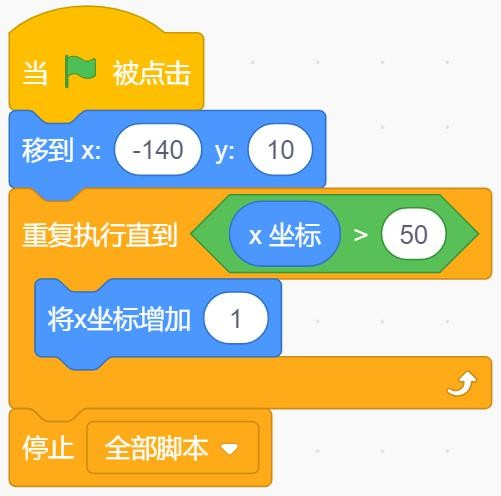 当 被点击
移到 x: -140 y: 10
重复执行直到 x 坐标 > 50
将x坐标增加 1
停止 全部脚本